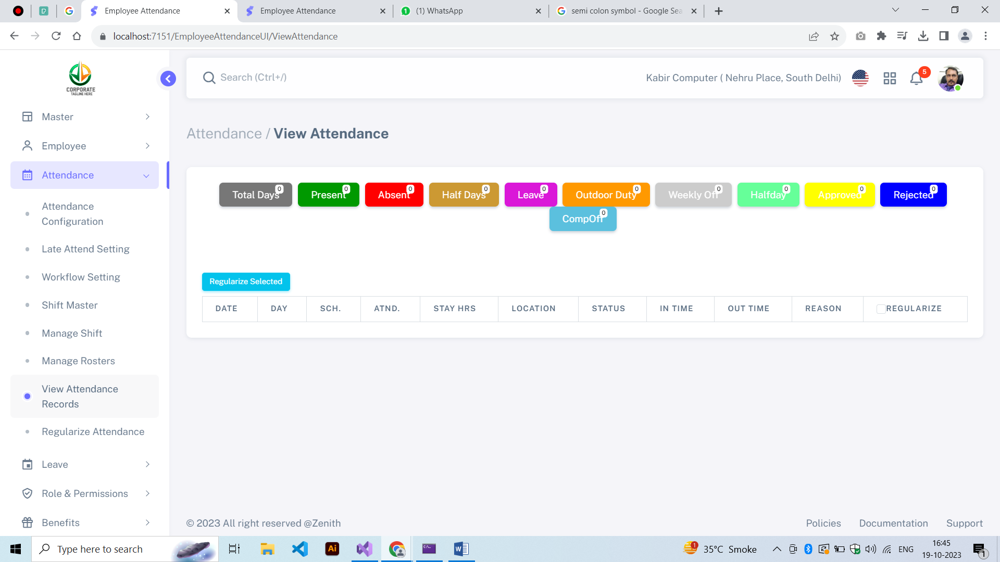 Employee Attendance
Employee Attendance
(1) WhatsApp
semi colon symbol - Google Sea
localhost:7151/EmployeeAttendanceUI/ViewAttendance
CORPORATE
TAGLINE HERE
Search (Ctrl+/)
Kabir Computer ( Nehru Place, South Delhi)
5
Master
Employee
Attendance
Attendance
Configuration
Late Attend Setting
Workflow Setting
Shift Master
Manage Shift
Manage Rosters
View Attendance
Records
Regularize Attendance
Leave
Role & Permissions
Benefits
Attendance / View Attendance
Total Days 0
Present 0
Absent 0
Half Days 0
Leave 0
Outdoor Duty 0
Weekly Off 0
Halfday 0
Approved 0
Rejected 0
CompOff 0
Regularize Selected
DATE DAY SCH. ATND. STAY HRS LOCATION STATUS IN TIME OUT TIME REASON REGULARIZE
© 2023 All right reserved @Zenith
Policies Documentation Support
Type here to search
Ai
1
35°C Smoke
ENG
16:45
19-10-2023
1